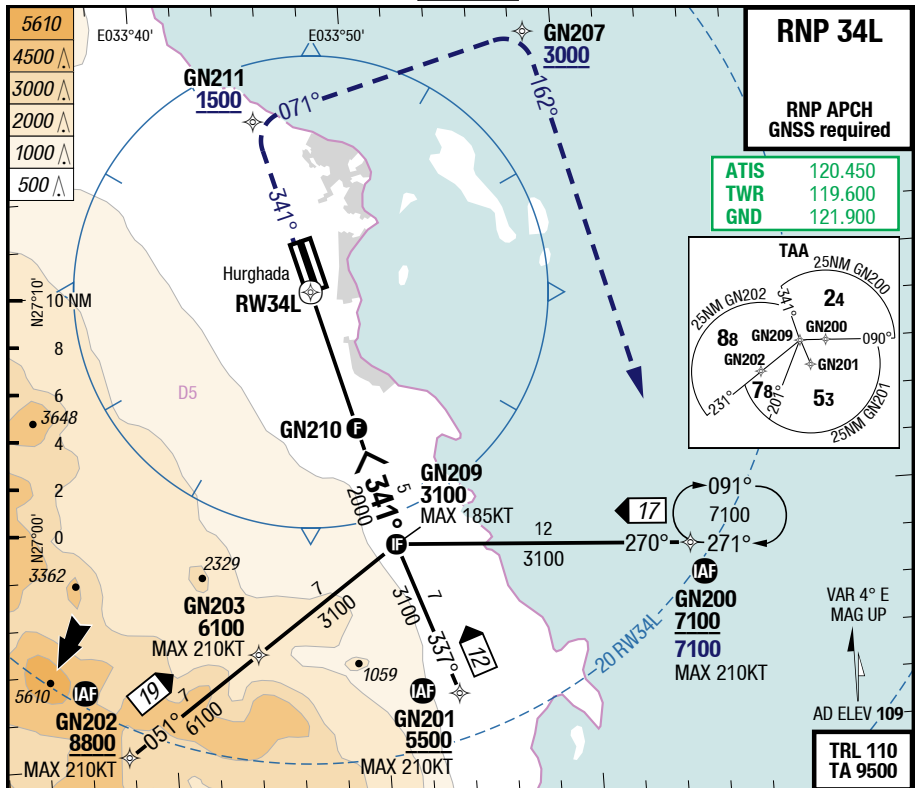 5610
4500
3000
2000
1000
500
E033°40'
E033°50'
GN207
3000
GN211
1500
071°
162°
341°
RNP 34L
RNP APCH
GNSS required
ATIS 120.450
TWR 119.600
GND 121.900
TAA
25NM GN200
25NM GN202
341°
24
88
GN209
GN200
090°
GN202
GN201
231°
78
201°
53
25NM GN201
Hurghada
RW34L
N27°10'
10 NM
8
6
4
2
0
N27°00'
D5
3648
GN210
F
341°
5
2000
GN209
3100
MAX 185KT
IF
12
3100
17
270°
091°
7100
271°
IAF
GN200
7100
7100
MAX 210KT
3362
2329
GN203
6100
MAX 210KT
7
3100
7
3100
337°
12
20 RW34L
VAR 4° E
MAG UP
5610
IAF
GN202
8800
MAX 210KT
19
051°
7
6100
1059
IAF
GN201
5500
MAX 210KT
AD ELEV 109
TRL 110
TA 9500